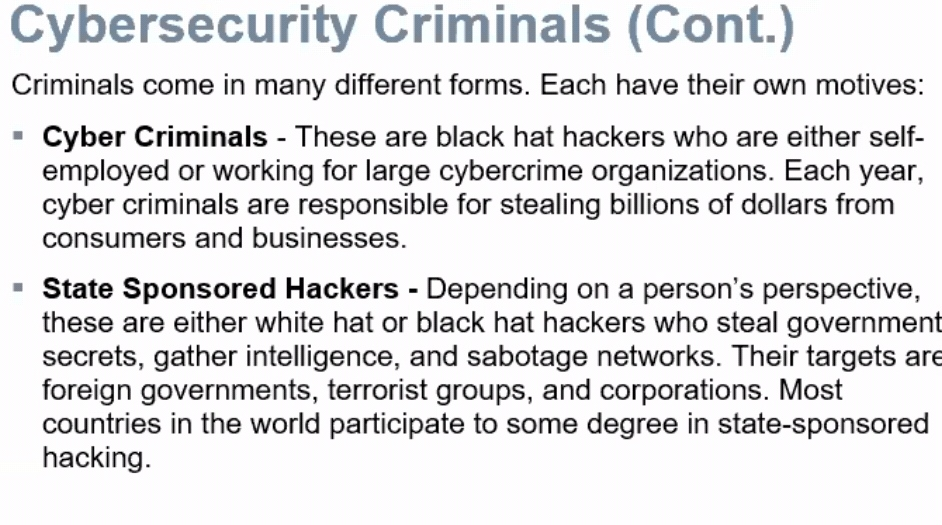 Cybersecurity Criminals (Cont.)
Criminals come in many different forms. Each have their own motives:
▪ Cyber Criminals - These are black hat hackers who are either self-
employed or working for large cybercrime organizations. Each year,
cyber criminals are responsible for stealing billions of dollars from
consumers and businesses.
▪ State Sponsored Hackers - Depending on a person’s perspective,
these are either white hat or black hat hackers who steal government
secrets, gather intelligence, and sabotage networks. Their targets are
foreign governments, terrorist groups, and corporations. Most
countries in the world participate to some degree in state-sponsored
hacking.